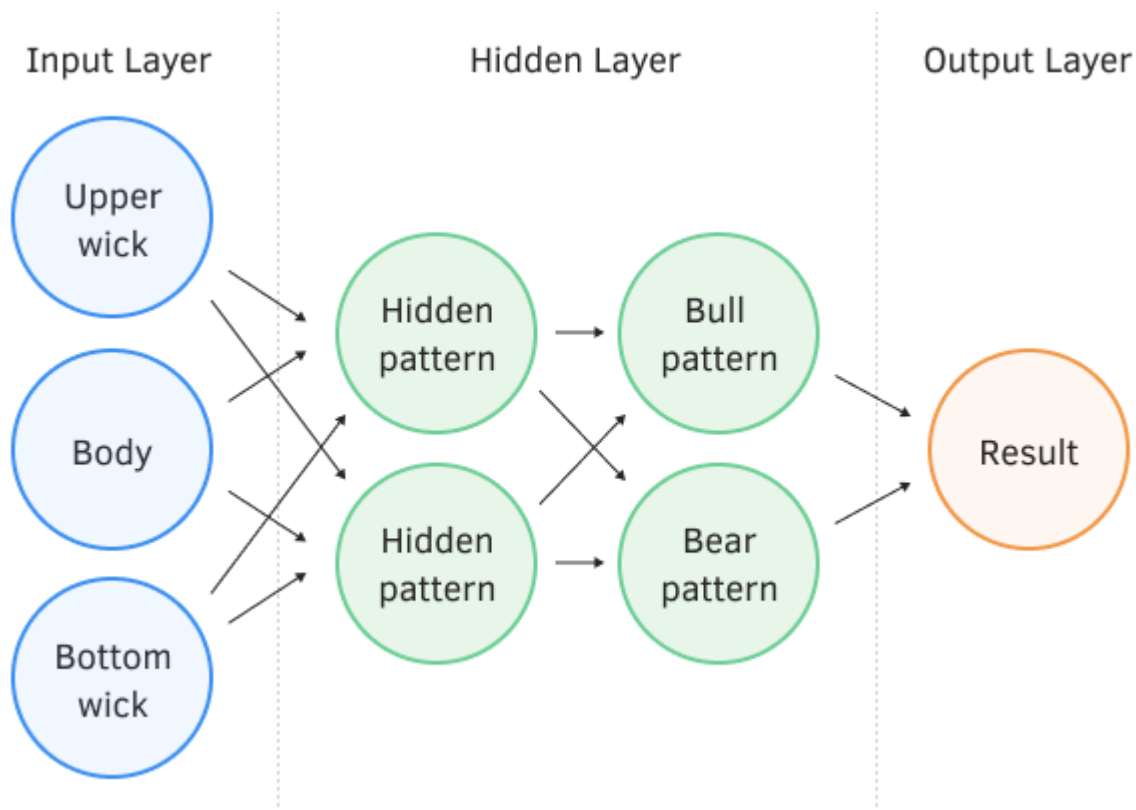 Input Layer
Hidden Layer
Output Layer
Upper
wick
Body
Bottom
wick
Hidden
pattern
Hidden
pattern
Bull
pattern
Bear
pattern
Result